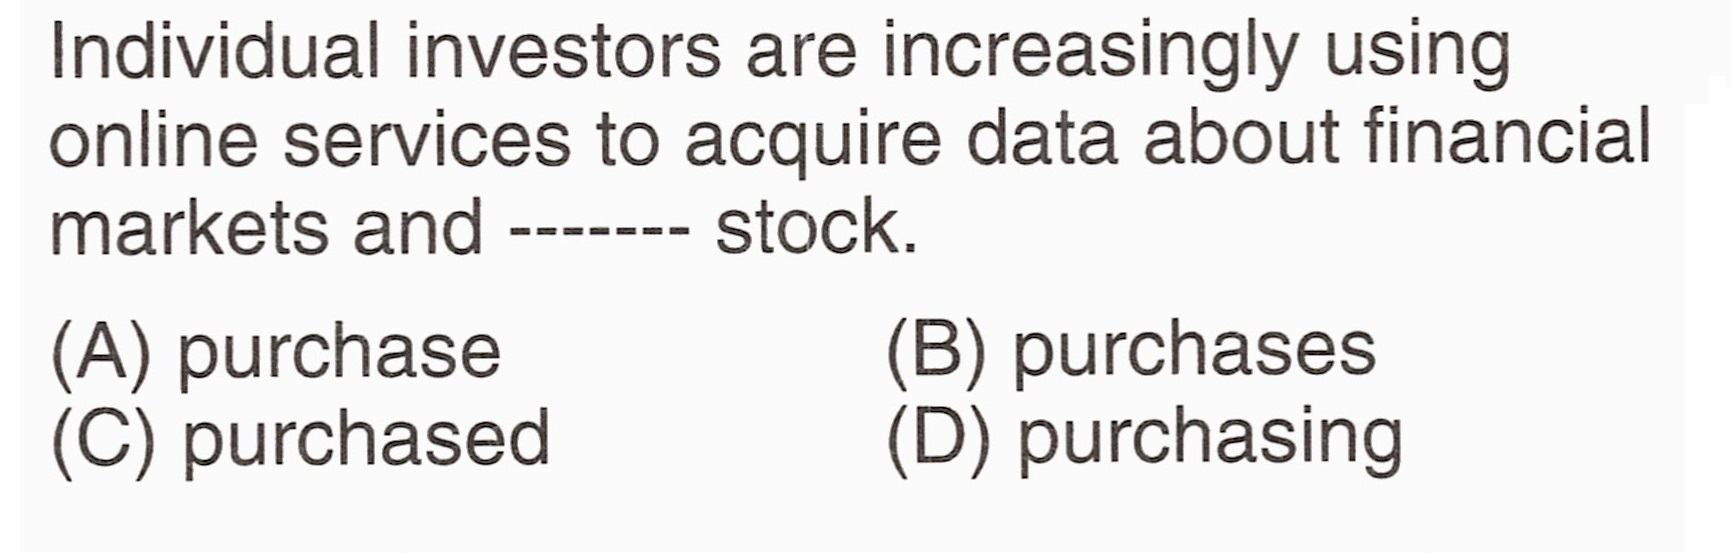 Individual investors are increasingly using
online services to acquire data about financial
markets and ------- stock.
(A) purchase (B) purchases
(C) purchased (D) purchasing